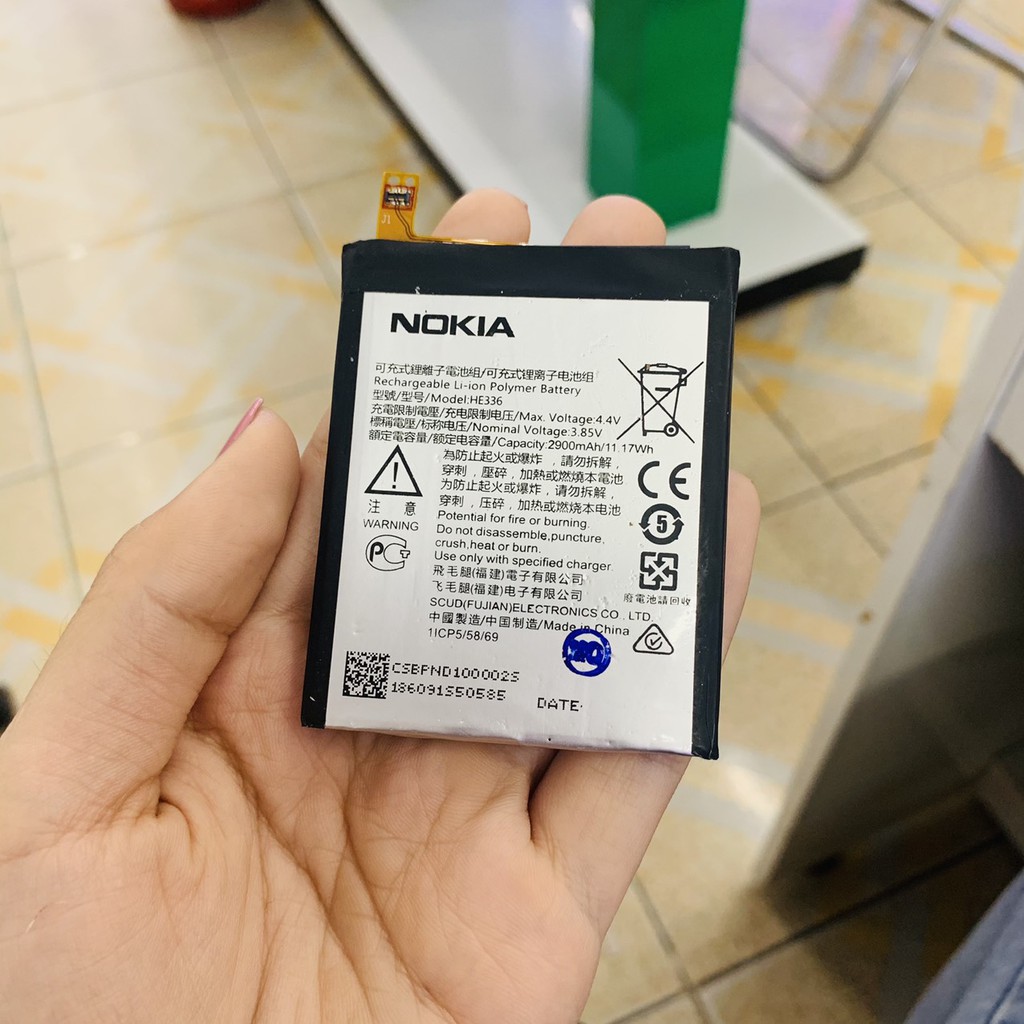 J1
NOKIA
可充式鋰離子電池組/可充式锂离子电池组
Rechargeable Li-ion Polymer Battery
型號/型号/Model:HE336
充電限制電壓/充电限制电压/Max. Voltage:4.4V
標稱電壓/标称电压/Nominal Voltage:3.85V
額定電容量/额定电容量/Capacity:2900mAh/11.17Wh
為防止起火或爆炸，請勿拆解，
穿刺，壓碎，加熱或燃燒本電池
为防止起火或爆炸，请勿拆解，
穿刺，压碎，加热或燃烧本电池
注 意
WARNING
Potential for fire or burning.
Do not disassemble,puncture,
crush,heat or burn.
Use only with specified charger.
飛毛腿(福建)電子有限公司
飞毛腿(福建)电子有限公司
SCUD(FUJIAN)ELECTRONICS CO . LTD.
中國製造/中国制造/Made in China
1ICP5/58/69
CE
5
廢電池請回收
CSBPND100002S
186091S50585
DATE: